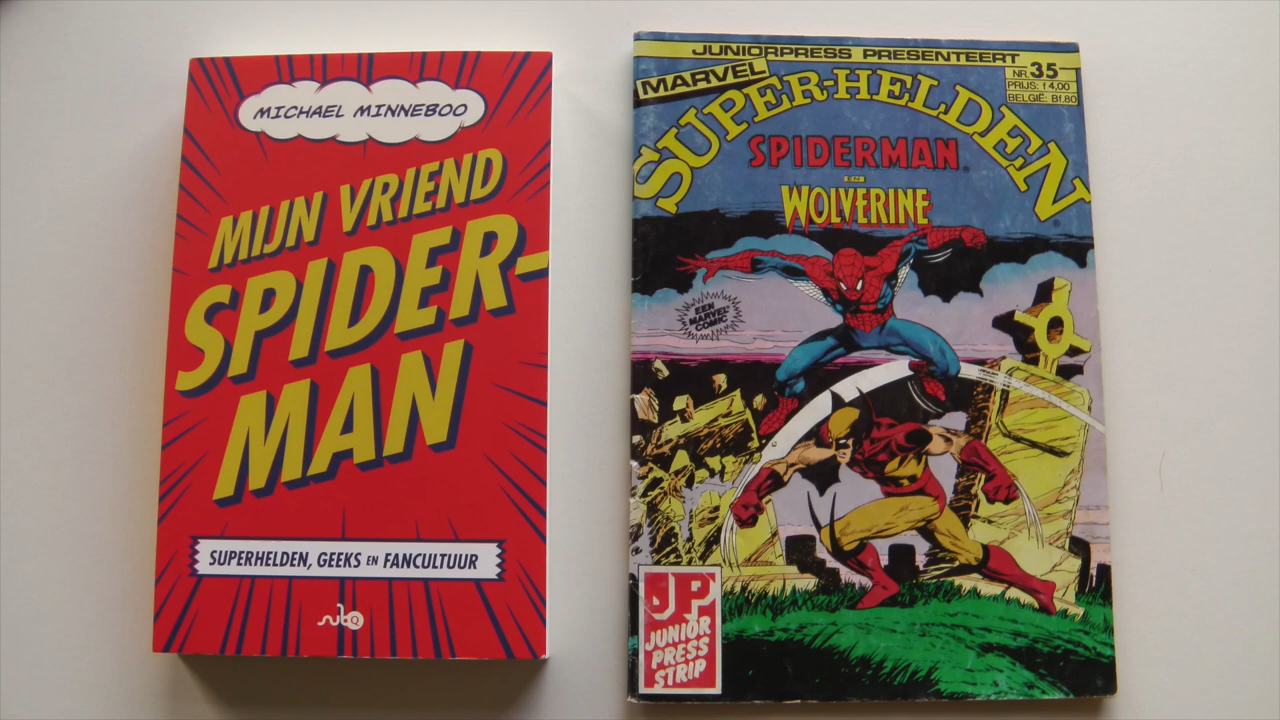 MICHAEL MINNEBOO
MIJN VRIEND
SPIDER-
MAN
SUPERHELDEN, GEEKS EN FANCULTUUR
nubQ
JUNIORPRESS PRESENTEERT
MARVEL
NR. 35
PRIJS: f 4,00
BELGIË: Bf.80
SUPER-HELDEN
SPIDERMAN
EN
WOLVERINE
EEN
MARVEL
COMIC
JP
JUNIOR
PRESS
STRIP